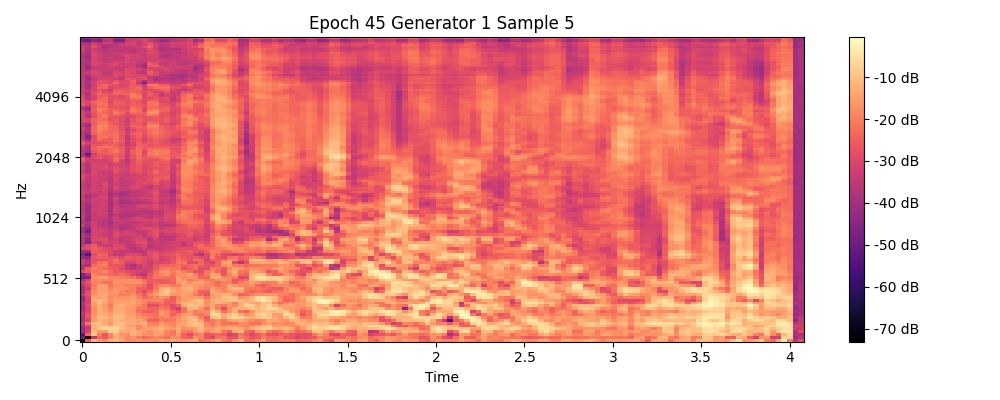 Epoch 45 Generator 1 Sample 5
Hz
4096
2048
1024
512
0
0 0.5 1 1.5 2 2.5 3 3.5 4
Time
-10 dB
-20 dB
-30 dB
-40 dB
-50 dB
-60 dB
-70 dB